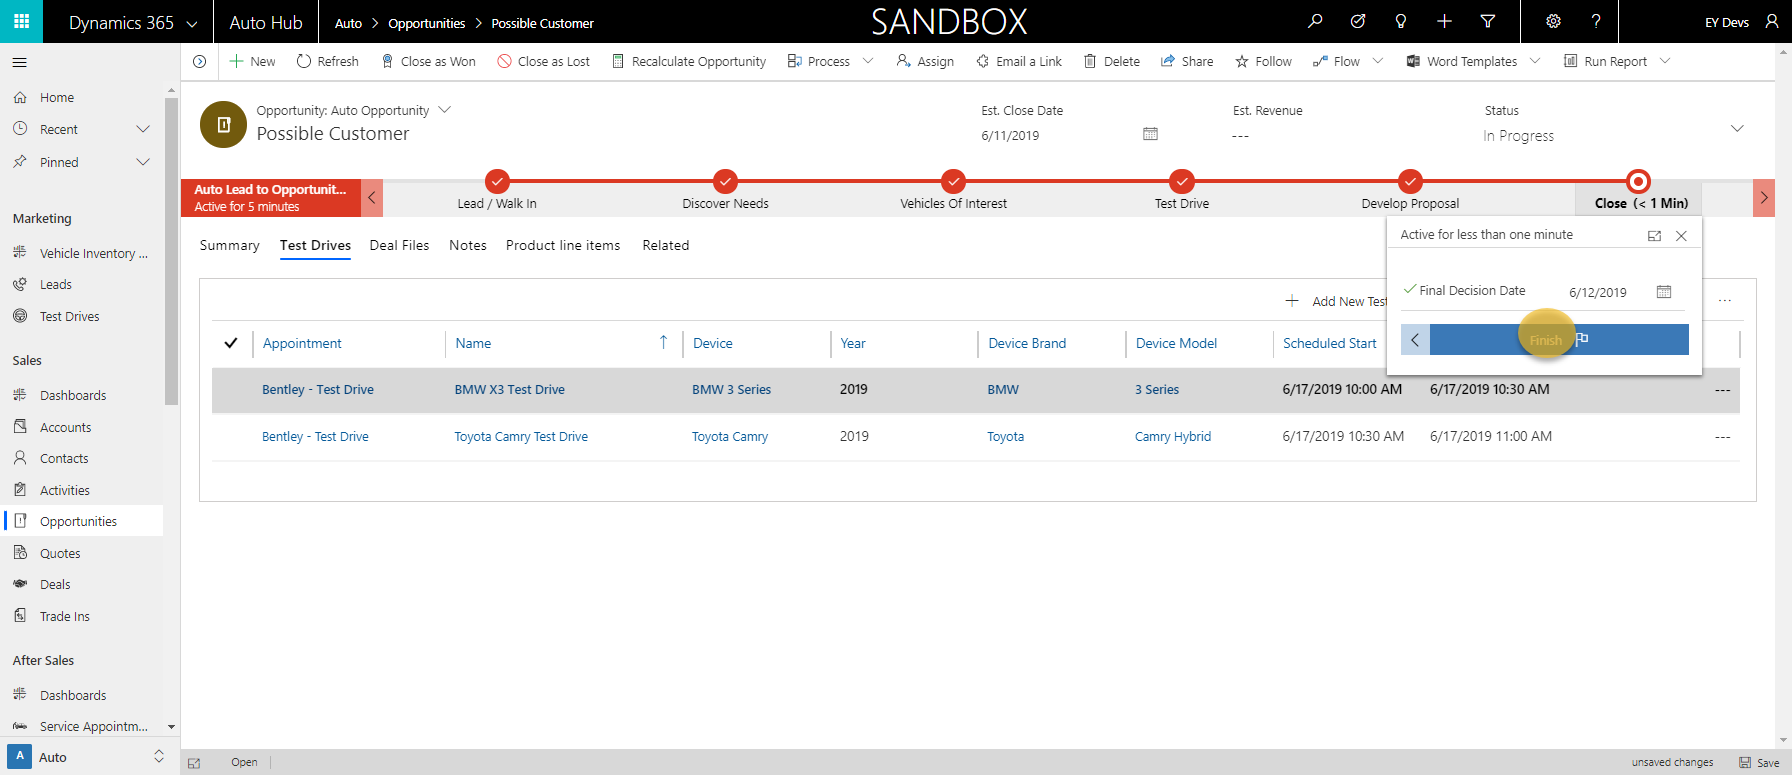 Dynamics 365
Auto Hub
Auto > Opportunities > Possible Customer
SANDBOX
EY Devs
New
Refresh
Close as Won
Close as Lost
Recalculate Opportunity
Process
Assign
Email a Link
Delete
Share
Follow
Flow
Word Templates
Run Report
Home
Recent
Pinned
Marketing
Vehicle Inventory ...
Leads
Test Drives
Sales
Dashboards
Accounts
Contacts
Activities
Opportunities
Quotes
Deals
Trade Ins
After Sales
Dashboards
Service Appointm...
A Auto
Opportunity: Auto Opportunity
Possible Customer
Est. Close Date
6/11/2019
Est. Revenue
---
Status
In Progress
Auto Lead to Opportunit...
Active for 5 minutes
Lead / Walk In
Discover Needs
Vehicles Of Interest
Test Drive
Develop Proposal
Close (< 1 Min)
Summary Test Drives Deal Files Notes Product line items Related
Active for less than one minute
Final Decision Date 6/12/2019
Finish
Add New Test
...
Appointment Name Device Year Device Brand Device Model Scheduled Start
Bentley - Test Drive BMW X3 Test Drive BMW 3 Series 2019 BMW 3 Series 6/17/2019 10:00 AM 6/17/2019 10:30 AM ---
Bentley - Test Drive Toyota Camry Test Drive Toyota Camry 2019 Toyota Camry Hybrid 6/17/2019 10:30 AM 6/17/2019 11:00 AM ---
Open
unsaved changes
Save